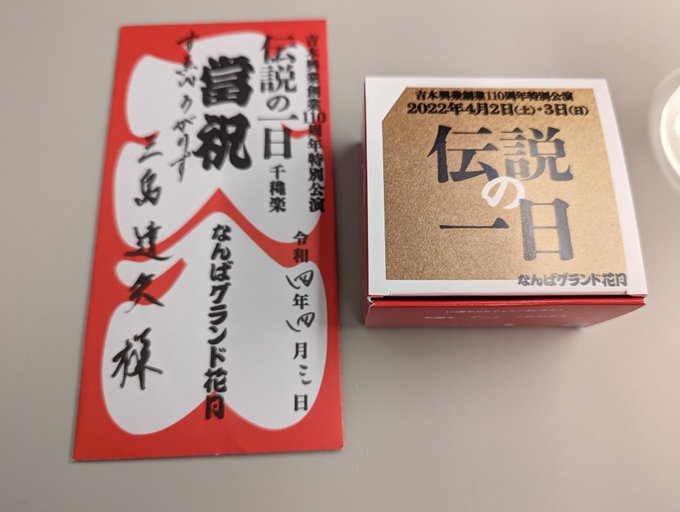 吉本興業創業110周年特別公演
伝説の一日 千穐楽
令和四年四月三日
當祝
なんばグランド花月
すゑひろがりず
三島達矢様
吉本興業創業110周年特別公演
2022年4月2日(土)・3日(日)
伝説
の
一日
なんばグランド花月